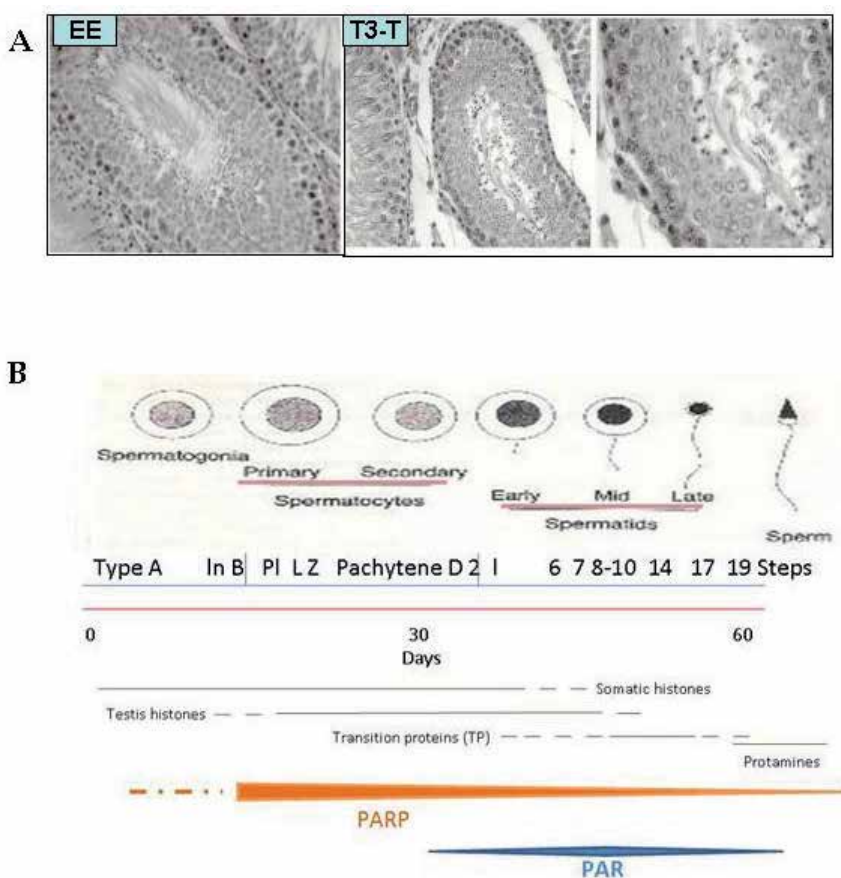 A
EE
T3-T
B
Spermatogonia
Primary Secondary
Spermatocytes
Early Mid Late
Spermatids
Sperm
Type A In B Pl L Z Pachytene D 2 I 6 7 8-10 14 17 19 Steps
0 30 60
Days
Somatic histones
Testis histones
Transition proteins (TP)
Protamines
PARP
PAR